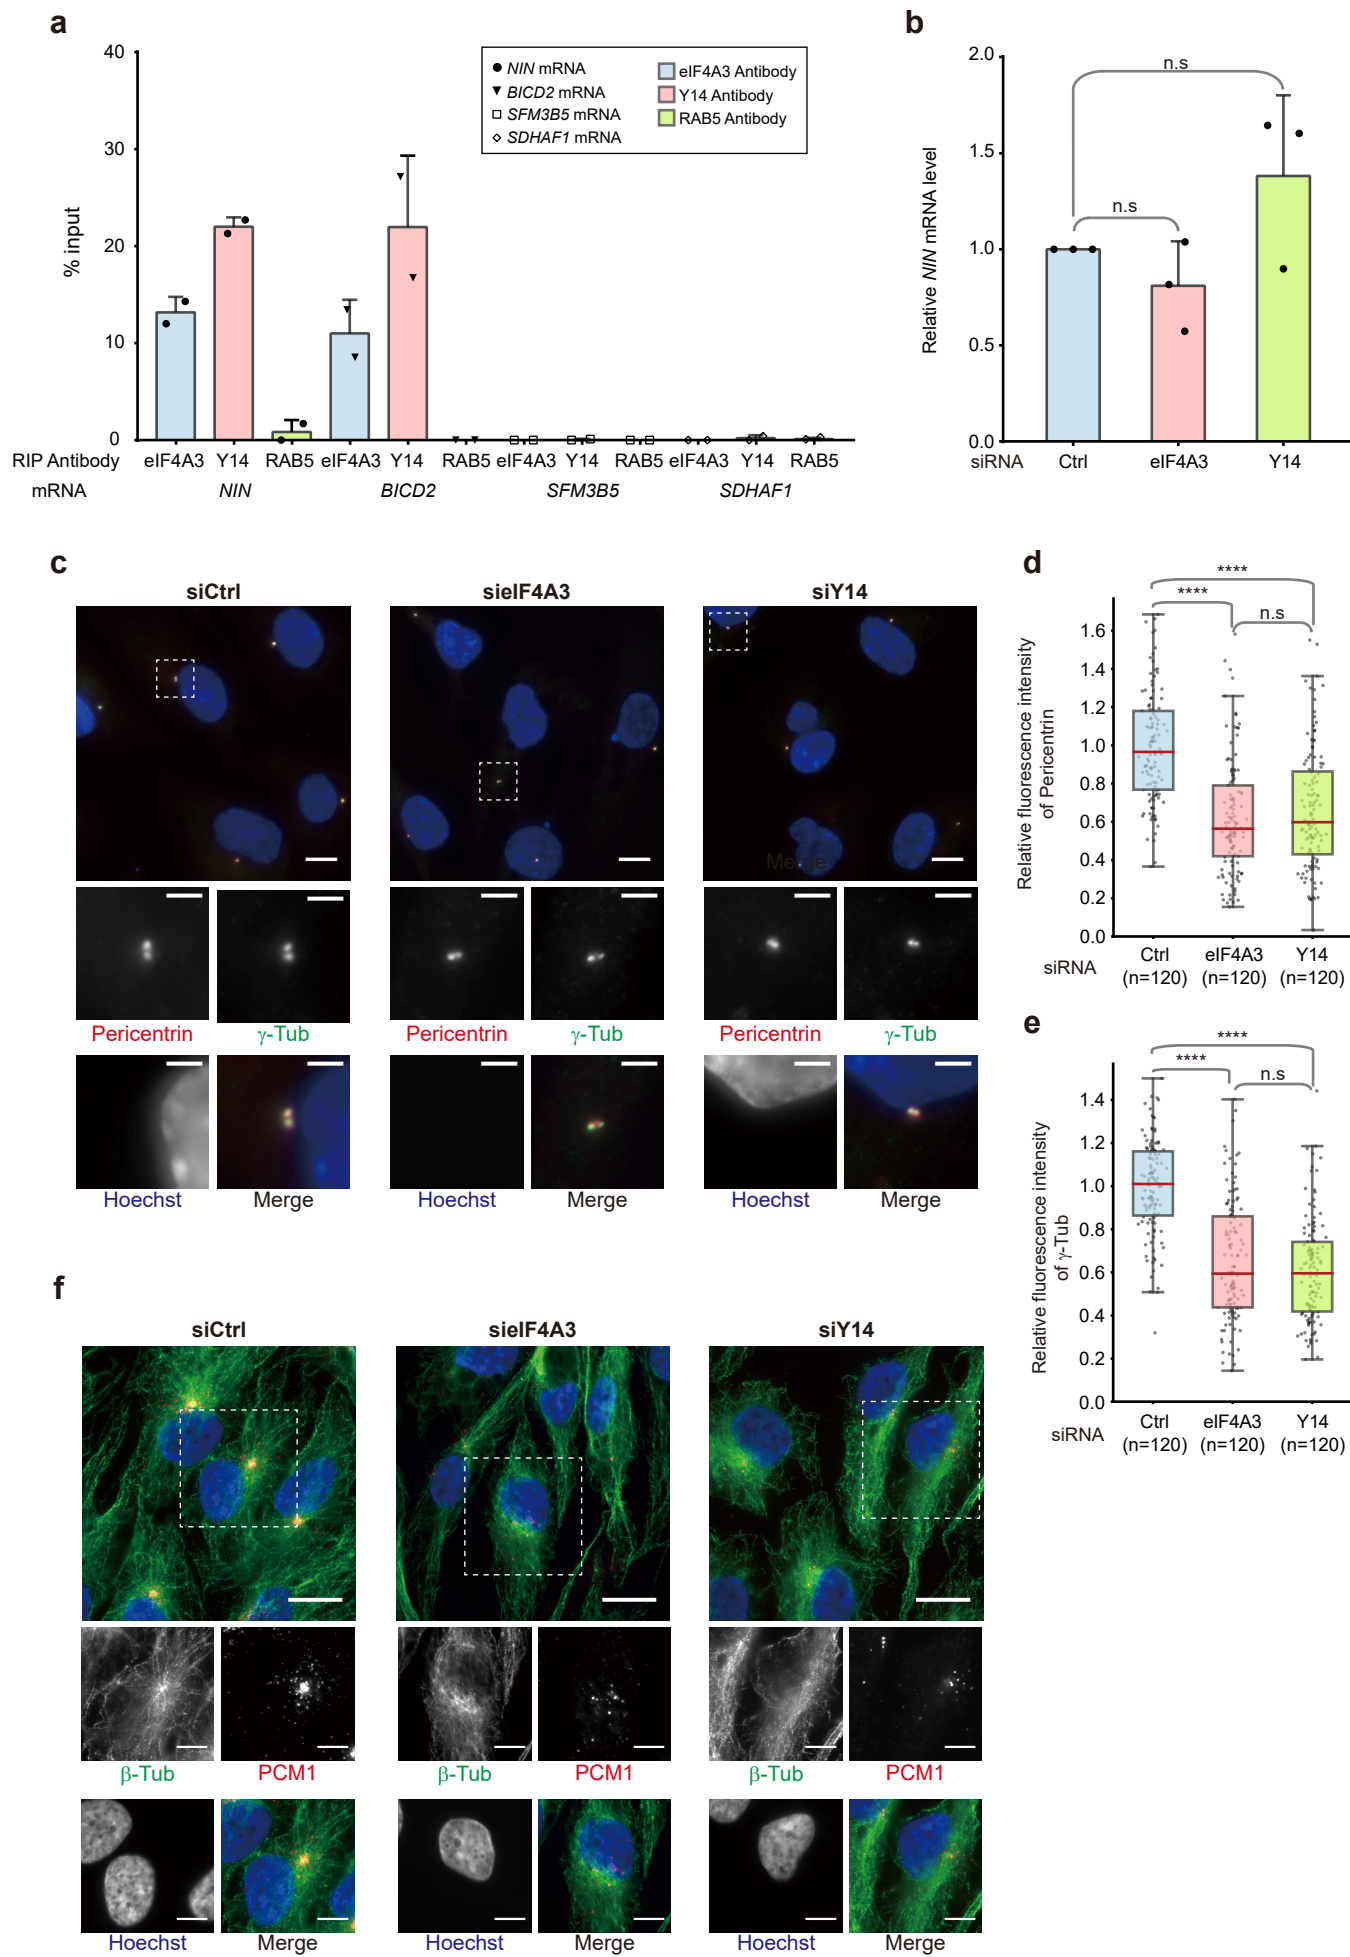 a
40
30
20
10
0
% input
NIN mRNA
BICD2 mRNA
SFM3B5 mRNA
SDHAF1 mRNA
eIF4A3 Antibody
Y14 Antibody
RAB5 Antibody
RIP Antibody eIF4A3 Y14 RAB5 eIF4A3 Y14 RAB5 eIF4A3 Y14 RAB5 eIF4A3 Y14 RAB5
mRNA NIN BICD2 SFM3B5 SDHAF1
b
2.0
1.5
1.0
0.5
0.0
Relative NIN mRNA level
n.s
n.s
siRNA Ctrl eIF4A3 Y14
c
siCtrl sieIF4A3 siY14
Merge
Pericentrin γ-Tub Pericentrin γ-Tub Pericentrin γ-Tub
Hoechst Merge Hoechst Merge Hoechst Merge
d
****
****
n.s
1.6
1.4
1.2
1.0
0.8
0.6
0.4
0.2
0.0
Relative fluorescence intensity
of Pericentrin
siRNA Ctrl eIF4A3 Y14
(n=120) (n=120) (n=120)
e
****
****
n.s
1.4
1.2
1.0
0.8
0.6
0.4
0.2
0.0
Relative fluorescence intensity
of γ-Tub
siRNA Ctrl eIF4A3 Y14
(n=120) (n=120) (n=120)
f
siCtrl sieIF4A3 siY14
β-Tub PCM1 β-Tub PCM1 β-Tub PCM1
Hoechst Merge Hoechst Merge Hoechst Merge